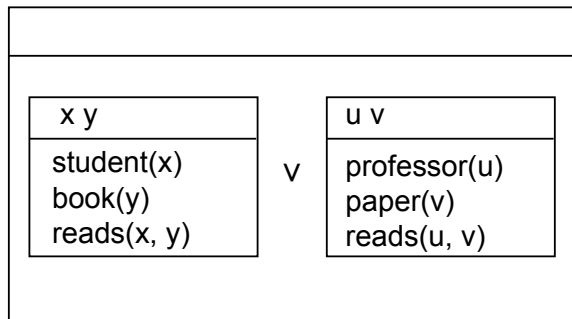 x y
student(x)
book(y)
reads(x, y)
∨
u v
professor(u)
paper(v)
reads(u, v)